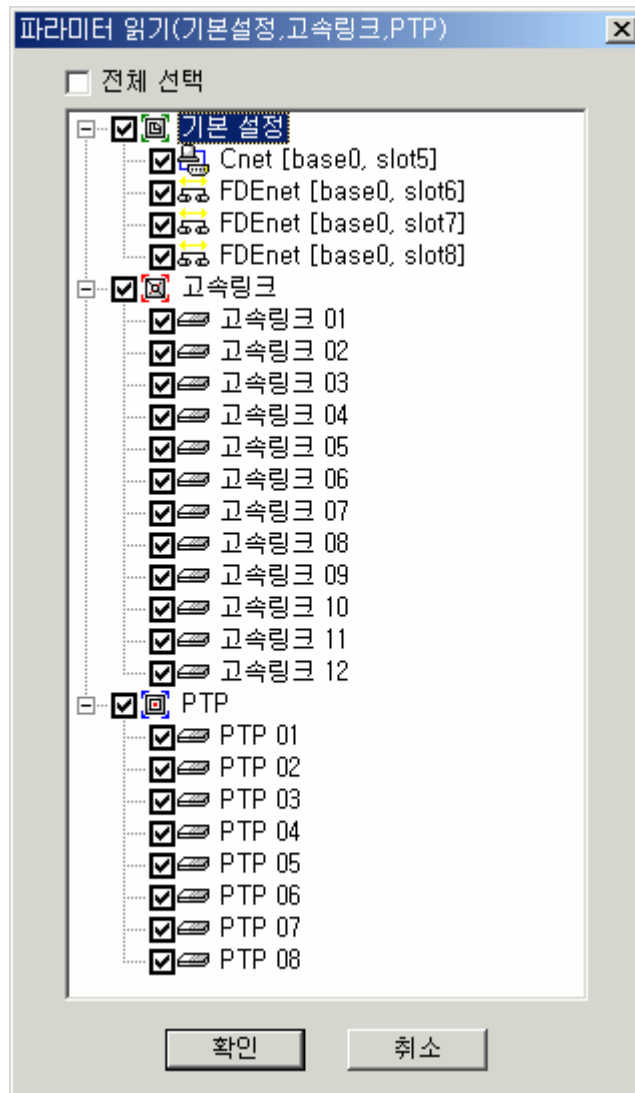 파라미터 읽기(기본설정,고속링크,PTP)
전체 선택
기본 설정
Cnet [base0, slot5]
FDEnet [base0, slot6]
FDEnet [base0, slot7]
FDEnet [base0, slot8]
고속링크
고속링크 01
고속링크 02
고속링크 03
고속링크 04
고속링크 05
고속링크 06
고속링크 07
고속링크 08
고속링크 09
고속링크 10
고속링크 11
고속링크 12
PTP
PTP 01
PTP 02
PTP 03
PTP 04
PTP 05
PTP 06
PTP 07
PTP 08
확인 취소